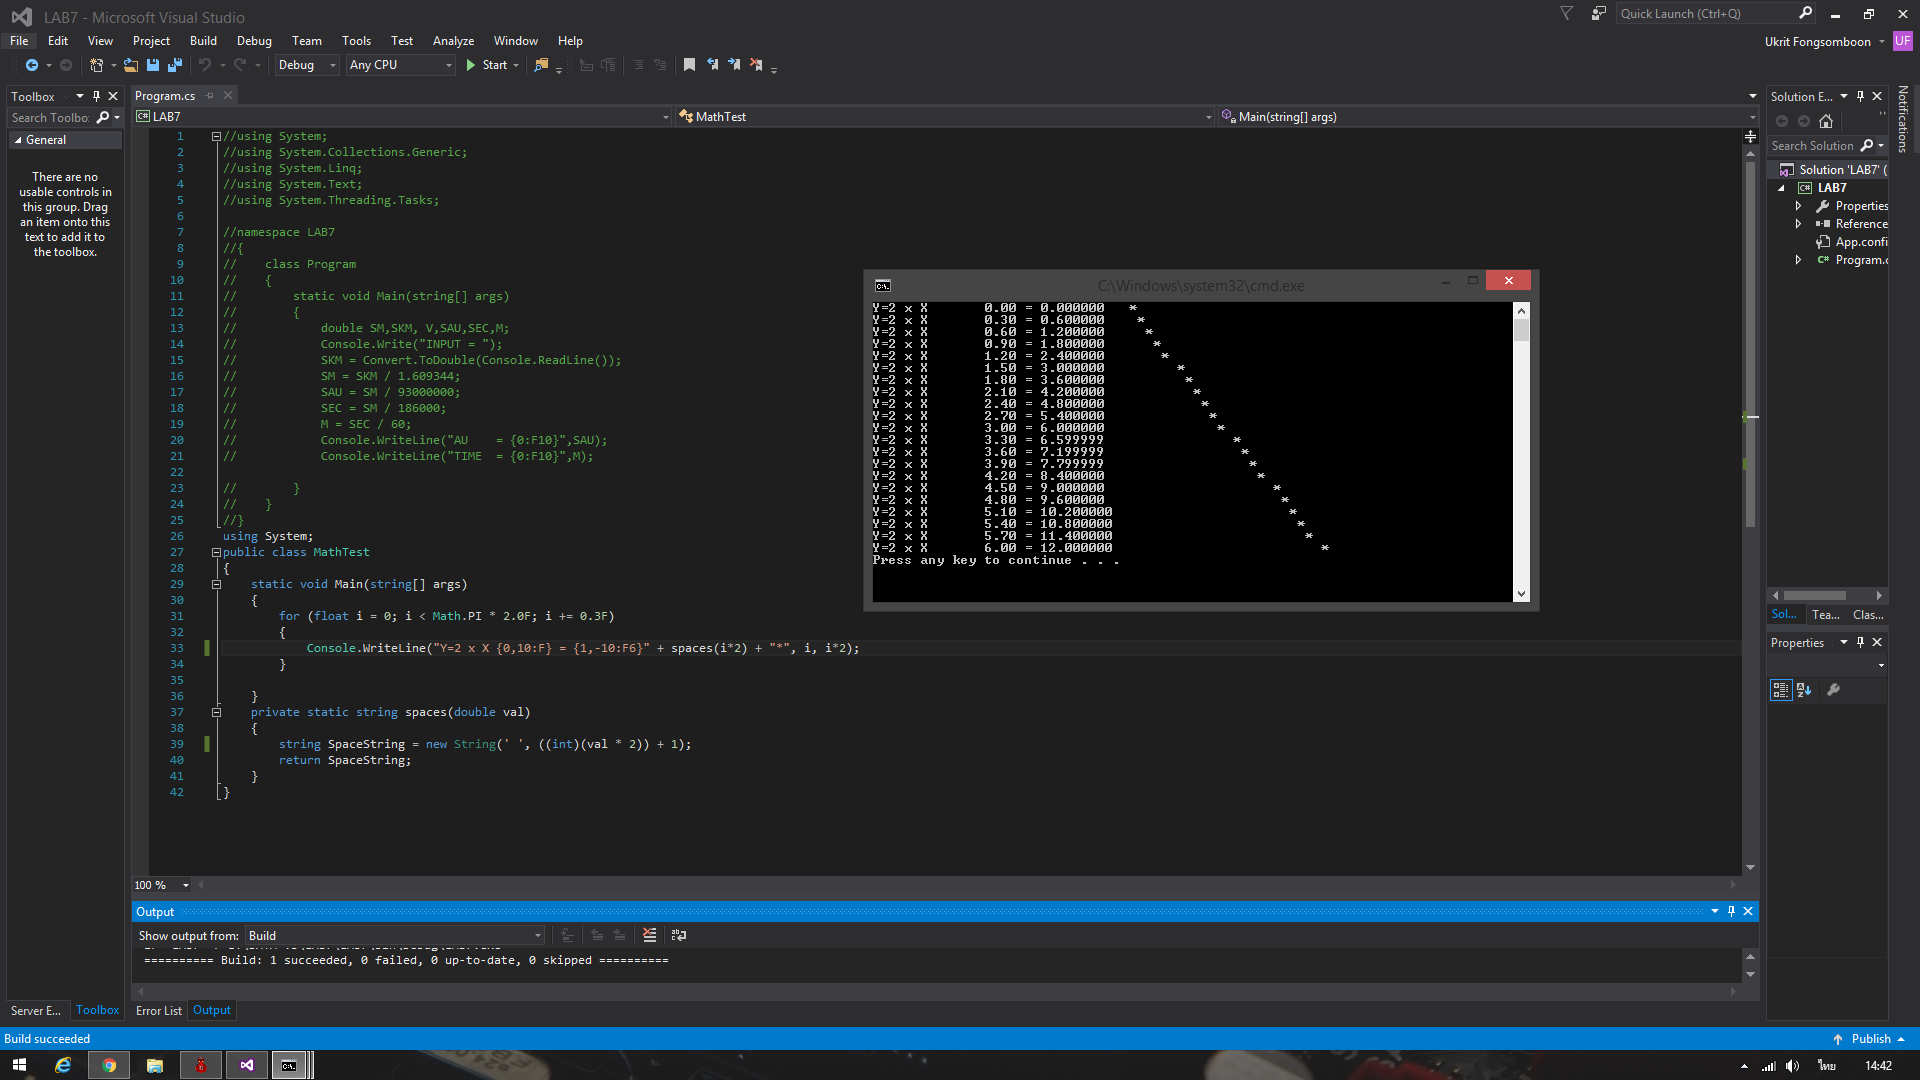 LAB7 - Microsoft Visual Studio
Quick Launch (Ctrl+Q)
File Edit View Project Build Debug Team Tools Test Analyze Window Help
Ukrit Fongsomboon UF
Debug Any CPU Start
Toolbox
Search Toolbo:
General
There are no
usable controls in
this group. Drag
an item onto this
text to add it to
the toolbox.
Program.cs
LAB7 MathTest Main(string[] args)
1 //using System;
2 //using System.Collections.Generic;
3 //using System.Linq;
4 //using System.Text;
5 //using System.Threading.Tasks;
6
7 //namespace LAB7
8 //{
9 //    class Program
10 //    {
11 //        static void Main(string[] args)
12 //        {
13 //            double SM,SKM, V,SAU,SEC,M;
14 //            Console.Write("INPUT = ");
15 //            SKM = Convert.ToDouble(Console.ReadLine());
16 //            SM = SKM / 1.609344;
17 //            SAU = SM / 93000000;
18 //            SEC = SM / 186000;
19 //            M = SEC / 60;
20 //            Console.WriteLine("AU    = {0:F10}",SAU);
21 //            Console.WriteLine("TIME  = {0:F10}",M);
22
23 //        }
24 //    }
25 //}
26 using System;
27 public class MathTest
28 {
29     static void Main(string[] args)
30     {
31         for (float i = 0; i < Math.PI * 2.0F; i += 0.3F)
32         {
33             Console.WriteLine("Y=2 x X {0,10:F} = {1,-10:F6}" + spaces(i*2) + "*", i, i*2);
34         }
35
36     }
37     private static string spaces(double val)
38     {
39         string SpaceString = new String(' ', ((int)(val * 2)) + 1);
40         return SpaceString;
41     }
42 }
C:\Windows\system32\cmd.exe
Y=2 x X       0.00 = 0.000000   *
Y=2 x X       0.30 = 0.600000    *
Y=2 x X       0.60 = 1.200000     *
Y=2 x X       0.90 = 1.800000      *
Y=2 x X       1.20 = 2.400000       *
Y=2 x X       1.50 = 3.000000         *
Y=2 x X       1.80 = 3.600000          *
Y=2 x X       2.10 = 4.200000           *
Y=2 x X       2.40 = 4.800000            *
Y=2 x X       2.70 = 5.400000             *
Y=2 x X       3.00 = 6.000000              *
Y=2 x X       3.30 = 6.599999                *
Y=2 x X       3.60 = 7.199999                 *
Y=2 x X       3.90 = 7.799999                  *
Y=2 x X       4.20 = 8.400000                   *
Y=2 x X       4.50 = 9.000000                     *
Y=2 x X       4.80 = 9.600000                      *
Y=2 x X       5.10 = 10.200000                      *
Y=2 x X       5.40 = 10.800000                       *
Y=2 x X       5.70 = 11.400000                        *
Y=2 x X       6.00 = 12.000000                          *
Press any key to continue . . .
Solution E...
Search Solution
Solution 'LAB7' (
LAB7
Properties
Reference
App.confi
Program.c
Sol... Tea... Clas...
Properties
Notifications
100 %
Output
Show output from: Build
========== Build: 1 succeeded, 0 failed, 0 up-to-date, 0 skipped ==========
Server E... Toolbox Error List Output
Build succeeded
Publish
ไทย 14:42